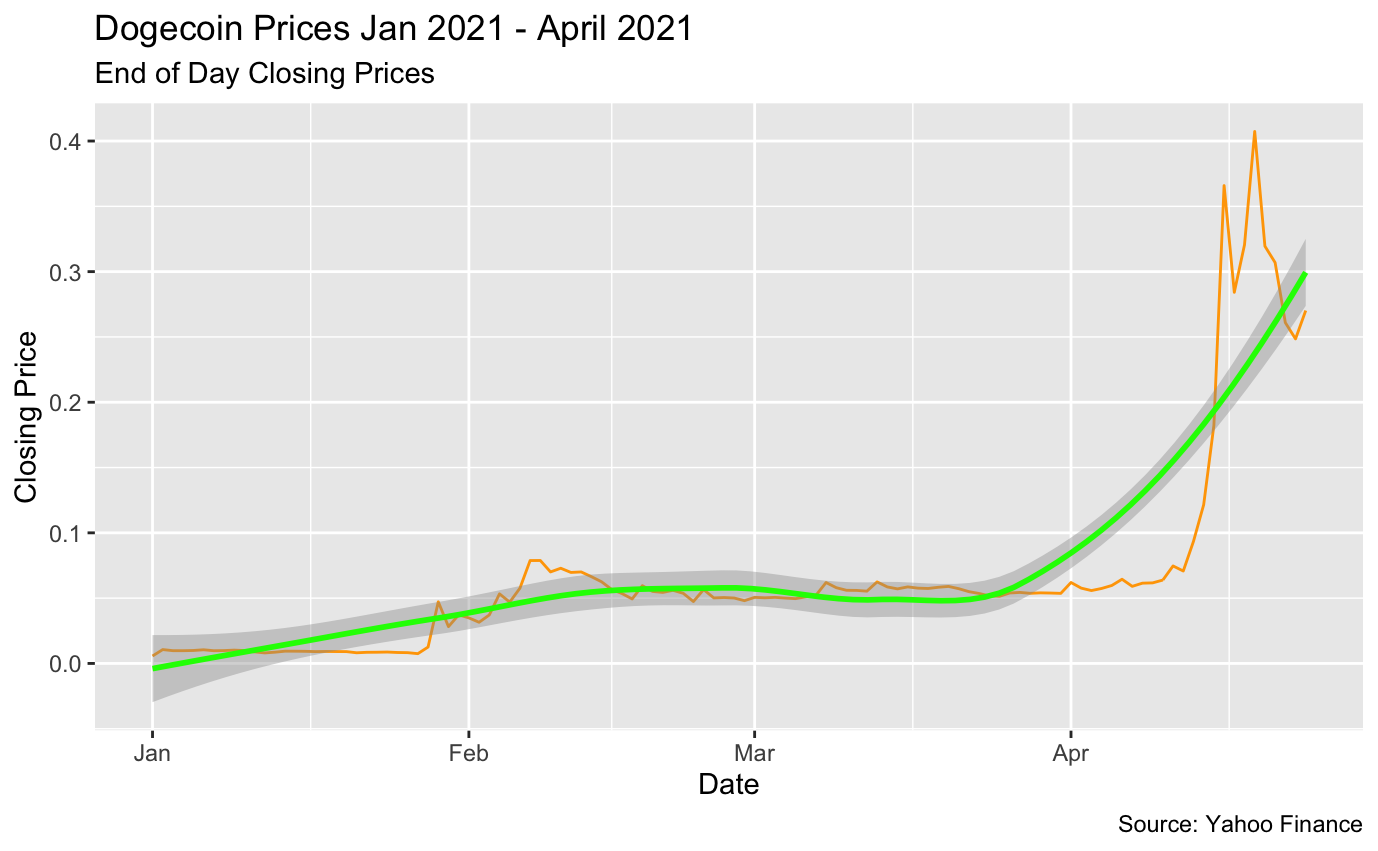 Dogecoin Prices Jan 2021 - April 2021
End of Day Closing Prices
Closing Price
0.4
0.3
0.2
0.1
0.0
Jan Feb Mar Apr
Date
Source: Yahoo Finance